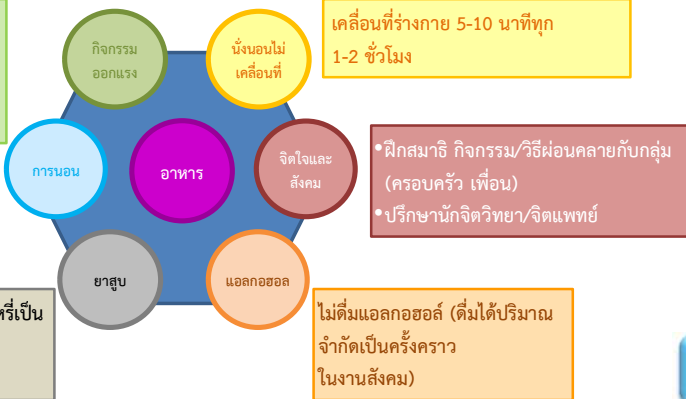 กิจกรรม
ออกแรง
นั่งนอนไม่
เคลื่อนที่
เคลื่อนที่ร่างกาย 5-10 นาทีทุก
1-2 ชั่วโมง
การนอน
อาหาร
จิตใจและ
สังคม
•ฝึกสมาธิ กิจกรรม/วิธีผ่อนคลายกับกลุ่ม
(ครอบครัว เพื่อน)
•ปรึกษานักจิตวิทยา/จิตแพทย์
ยาสูบ
แอลกอฮอล
เป็น
ไม่ดื่มแอลกอฮอล์ (ดื่มได้ปริมาณ
จำกัดเป็นครั้งคราว
ในงานสังคม)